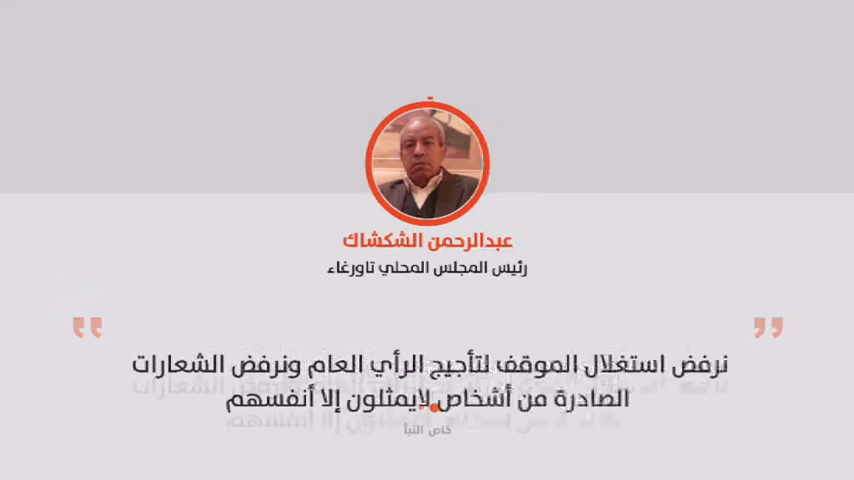 عبدالرحمن الشكشاك
رئيس المجلس المحلي تاورغاء
نرفض استغلال الموقف لتأجيج الرأي العام ونرفض الشعارات
الصادرة من أشخاص لايمثلون إلا أنفسهم
خاص النبأ